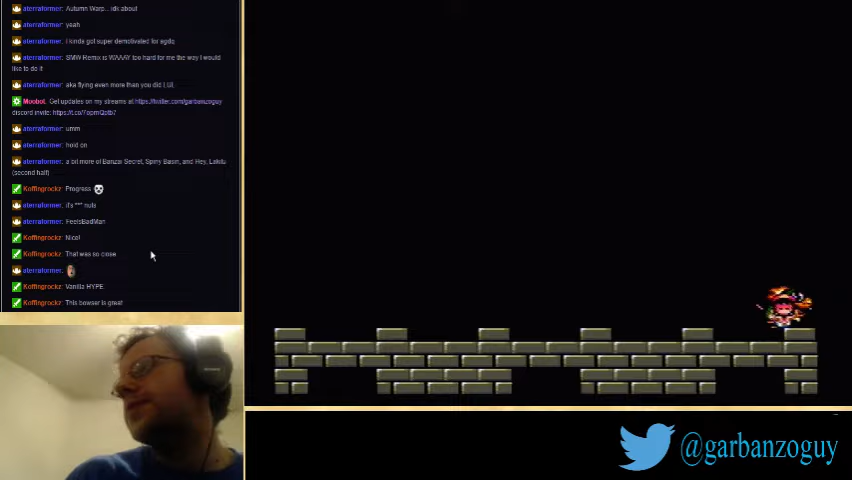 aterraformer: Autumn Warp... idk about
aterraformer: yeah
aterraformer: I kinda got super demotivated for agdq
aterraformer: SMW Remix is WAAAY too hard for me the way I would
like to do it
aterraformer: aka flying even more than you did LUL
Moobot: Get updates on my streams at https://twitter.com/garbanzoguy
discord invite:
aterraformer: umm
aterraformer: hold on
aterraformer: a bit more of Banzai Secret, Spiny Basin, and Hey, Lakitu
(second half)
Koffingrockz: Progress
aterraformer: it's *** nuts
aterraformer: FeelsBadMan
Koffingrockz: Nice!
Koffingrockz: That was so close
aterraformer:
Koffingrockz: Vanilla HYPE
Koffingrockz: This bowser is great
@garbanzoguy